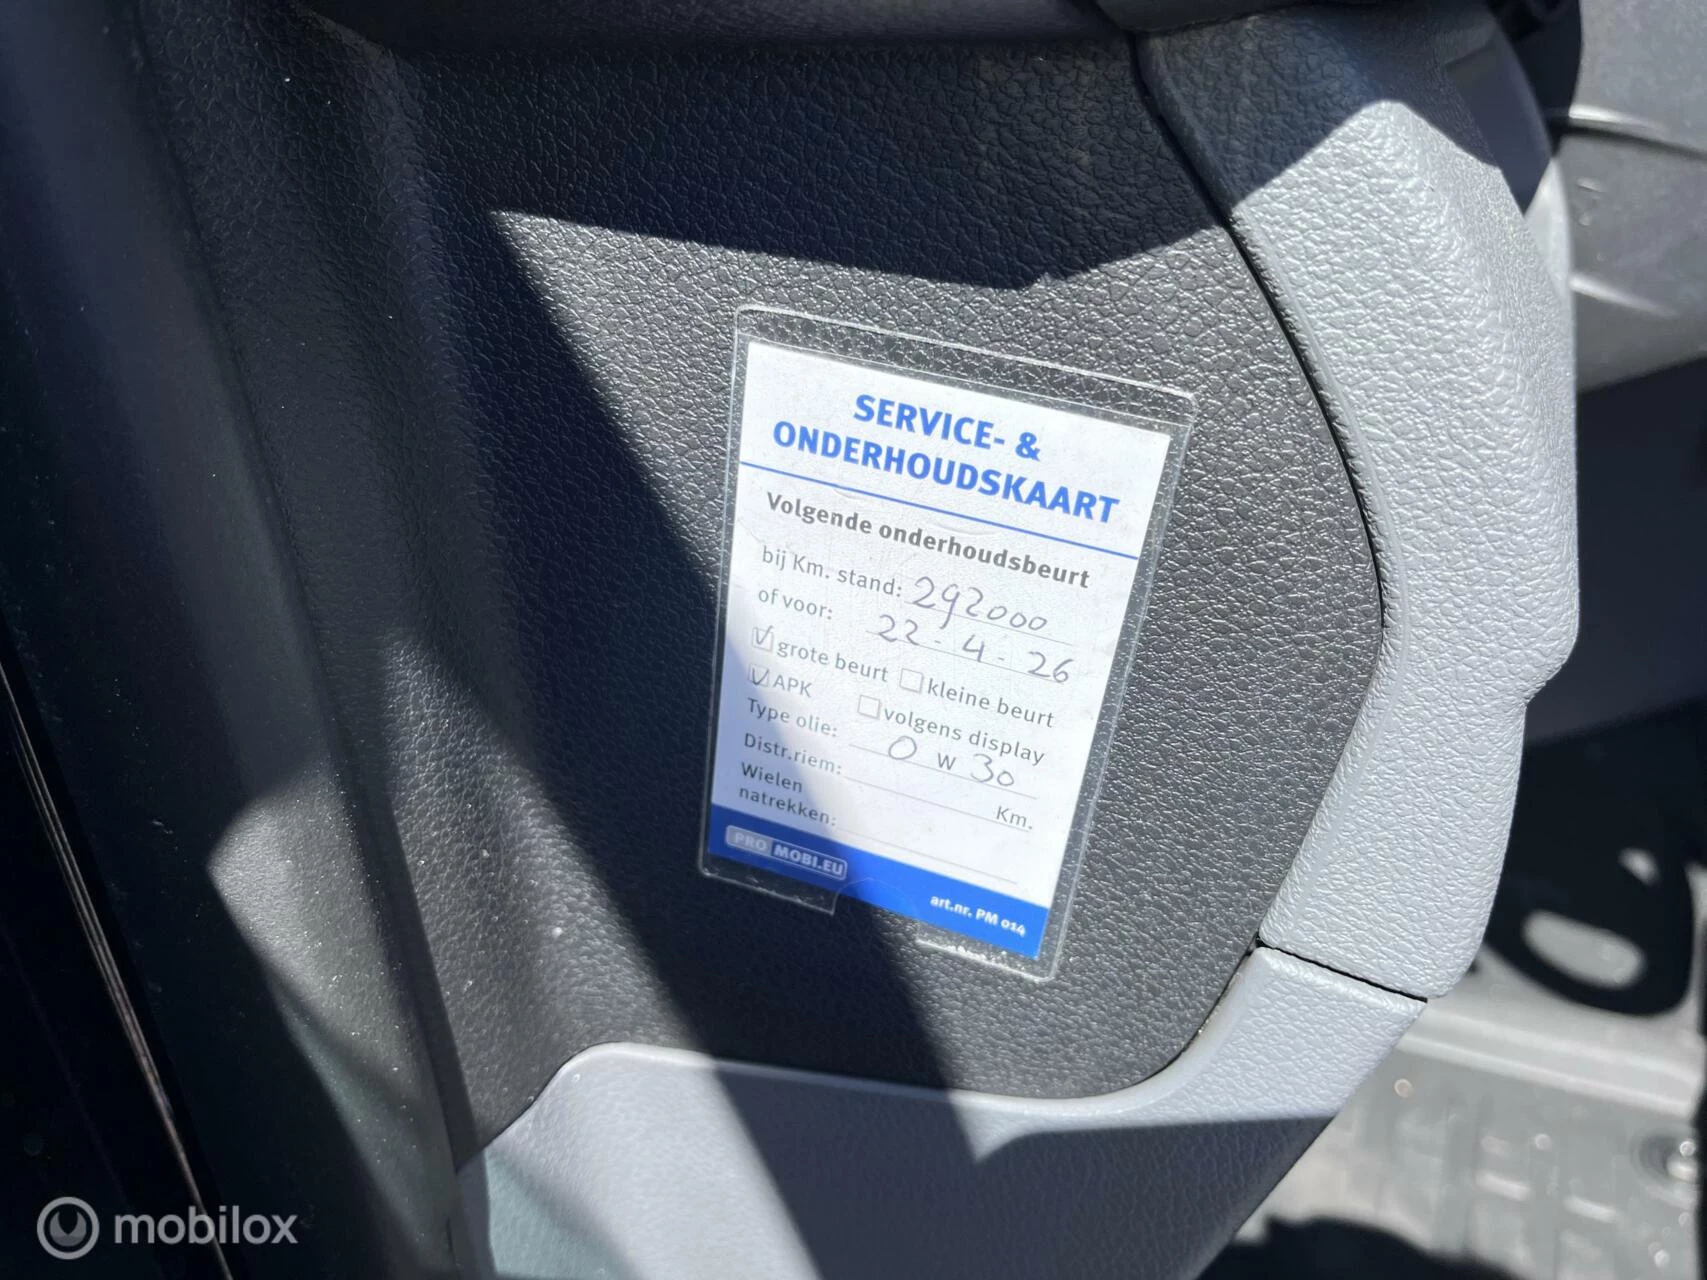 SERVICE- &
ONDERHOUDSKAART
Volgende onderhoudsbeurt
bij Km. stand: 292000
of voor: 22-4-26
grote beurt kleine beurt
APK volgens display
Type olie: 0 W 30
Distr.riem: Km.
Wielen
natrekken:
PRO MOBI.EU art.nr. PM 014
mobilox